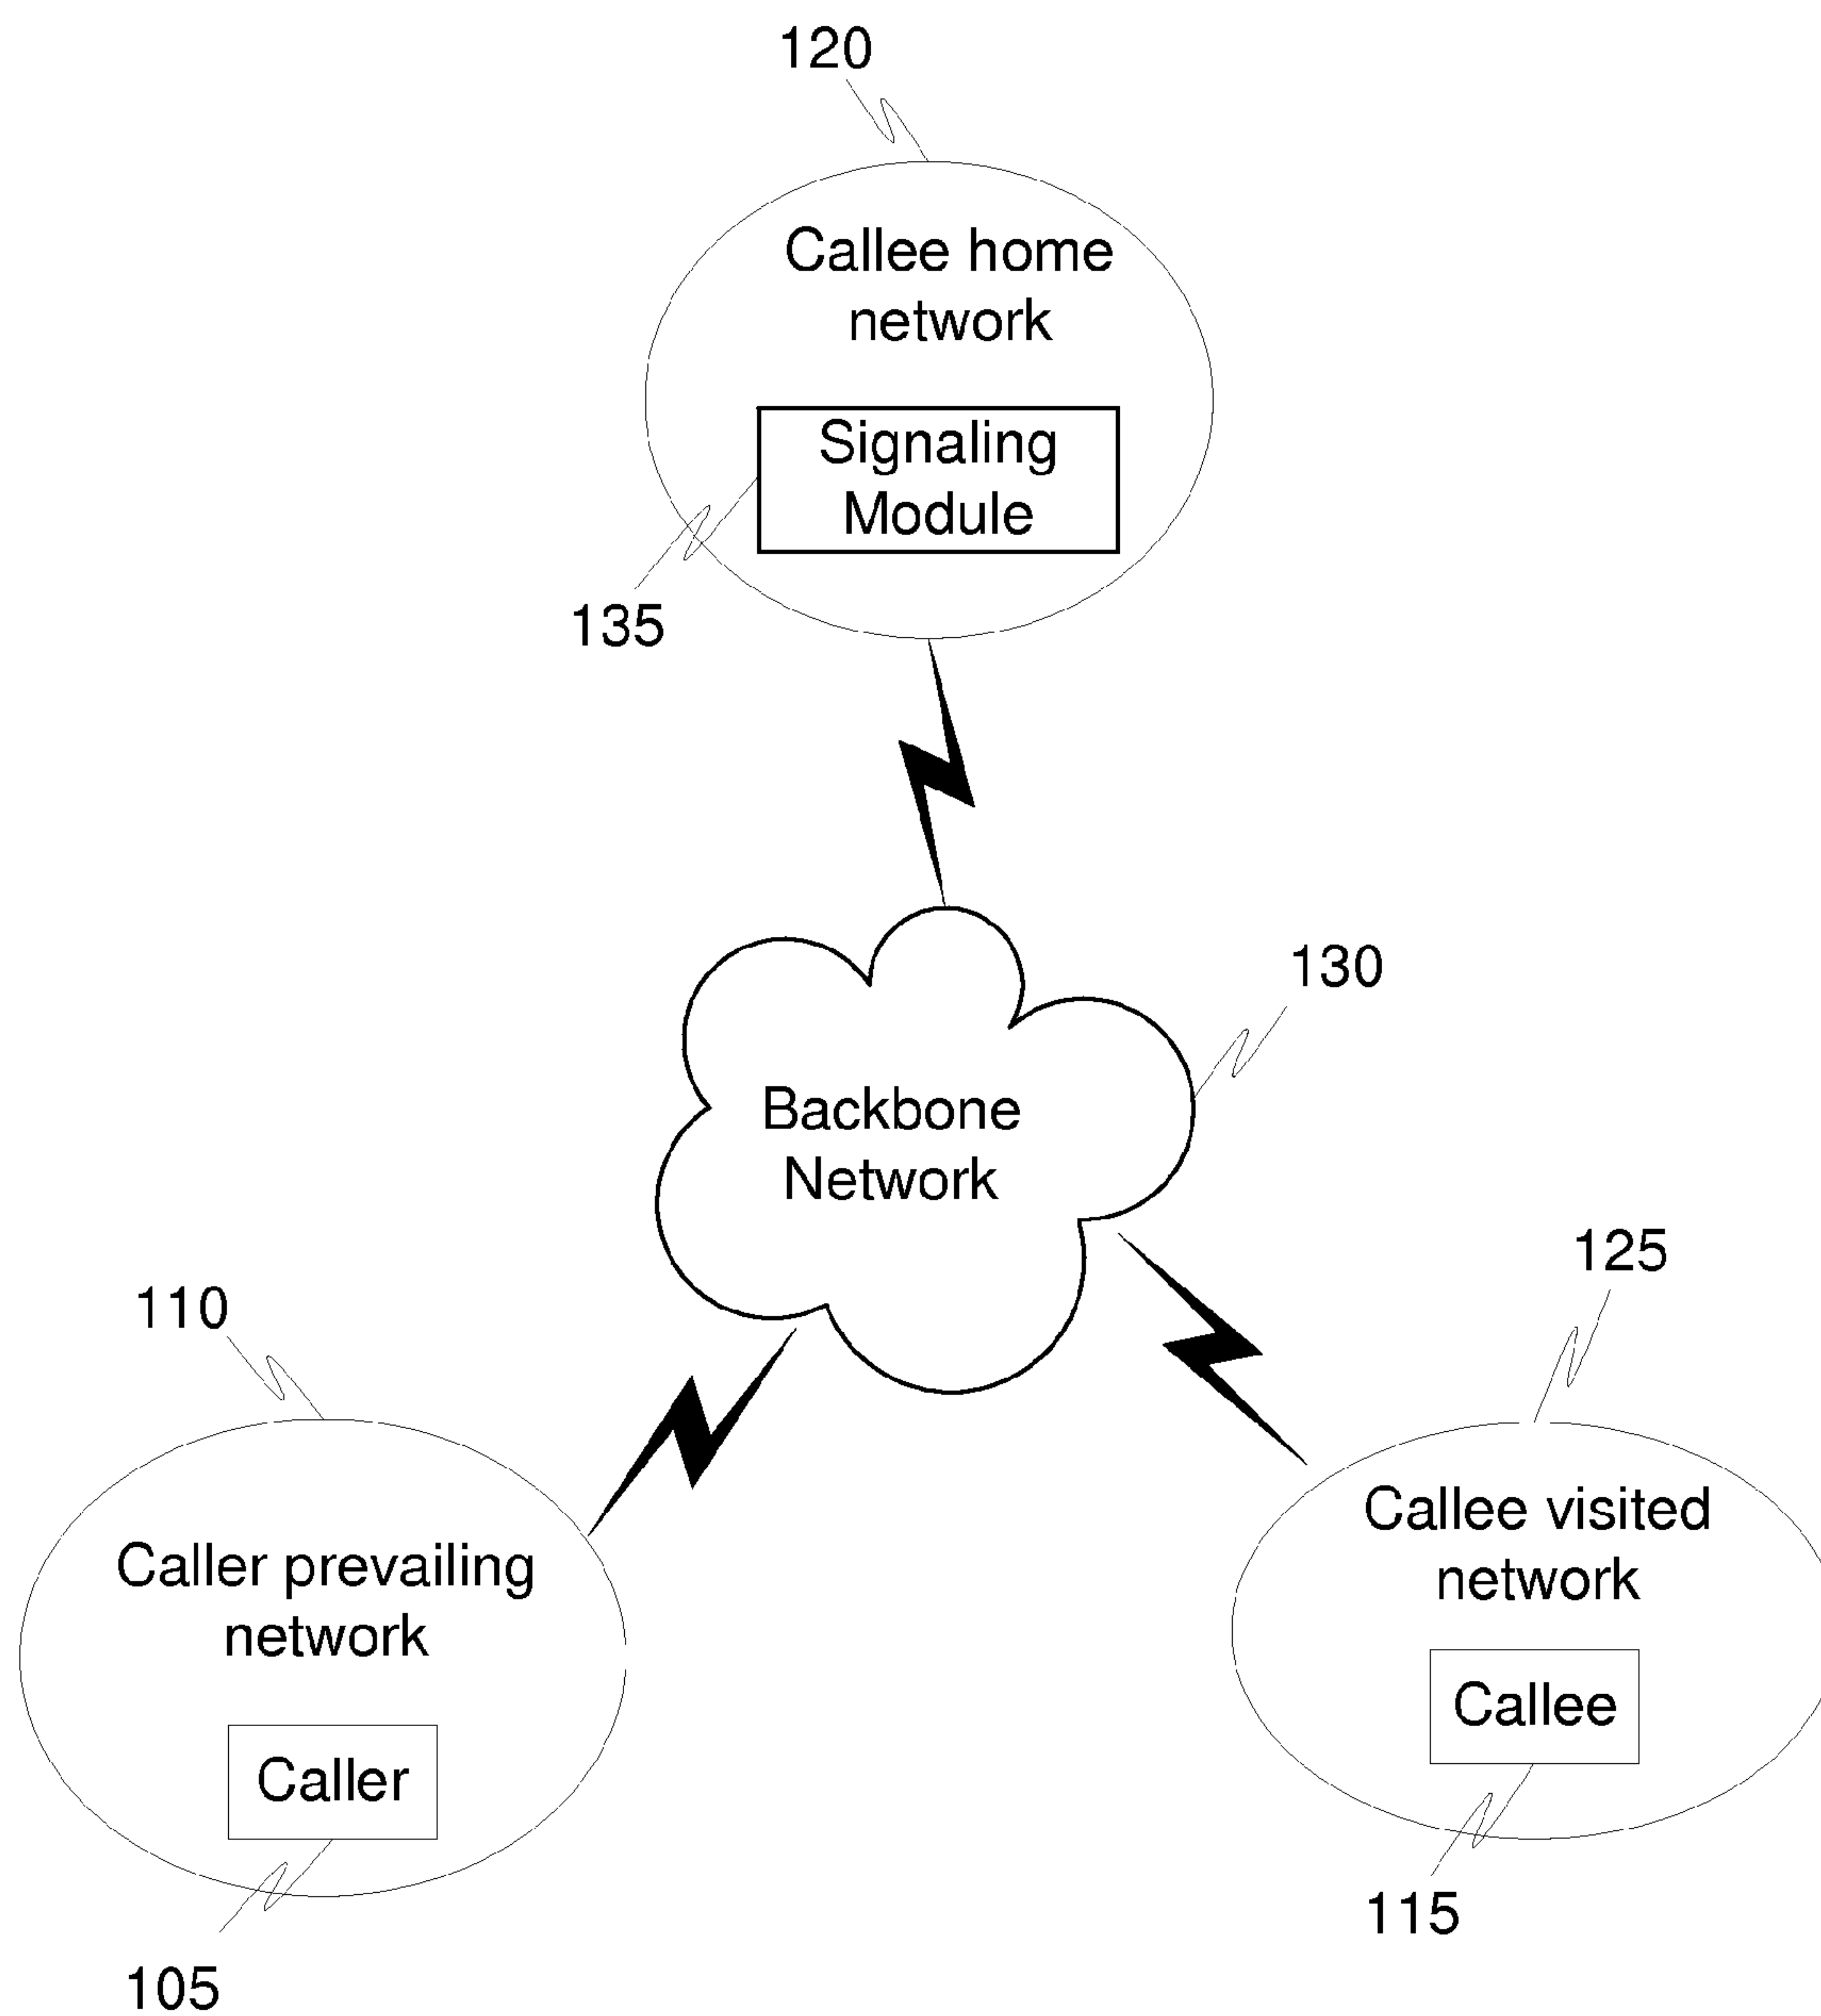 120
Callee home
network
Signaling
Module
135
130
Backbone
Network
125
110
Callee visited
network
Caller prevailing
network
Callee
Caller
115
105